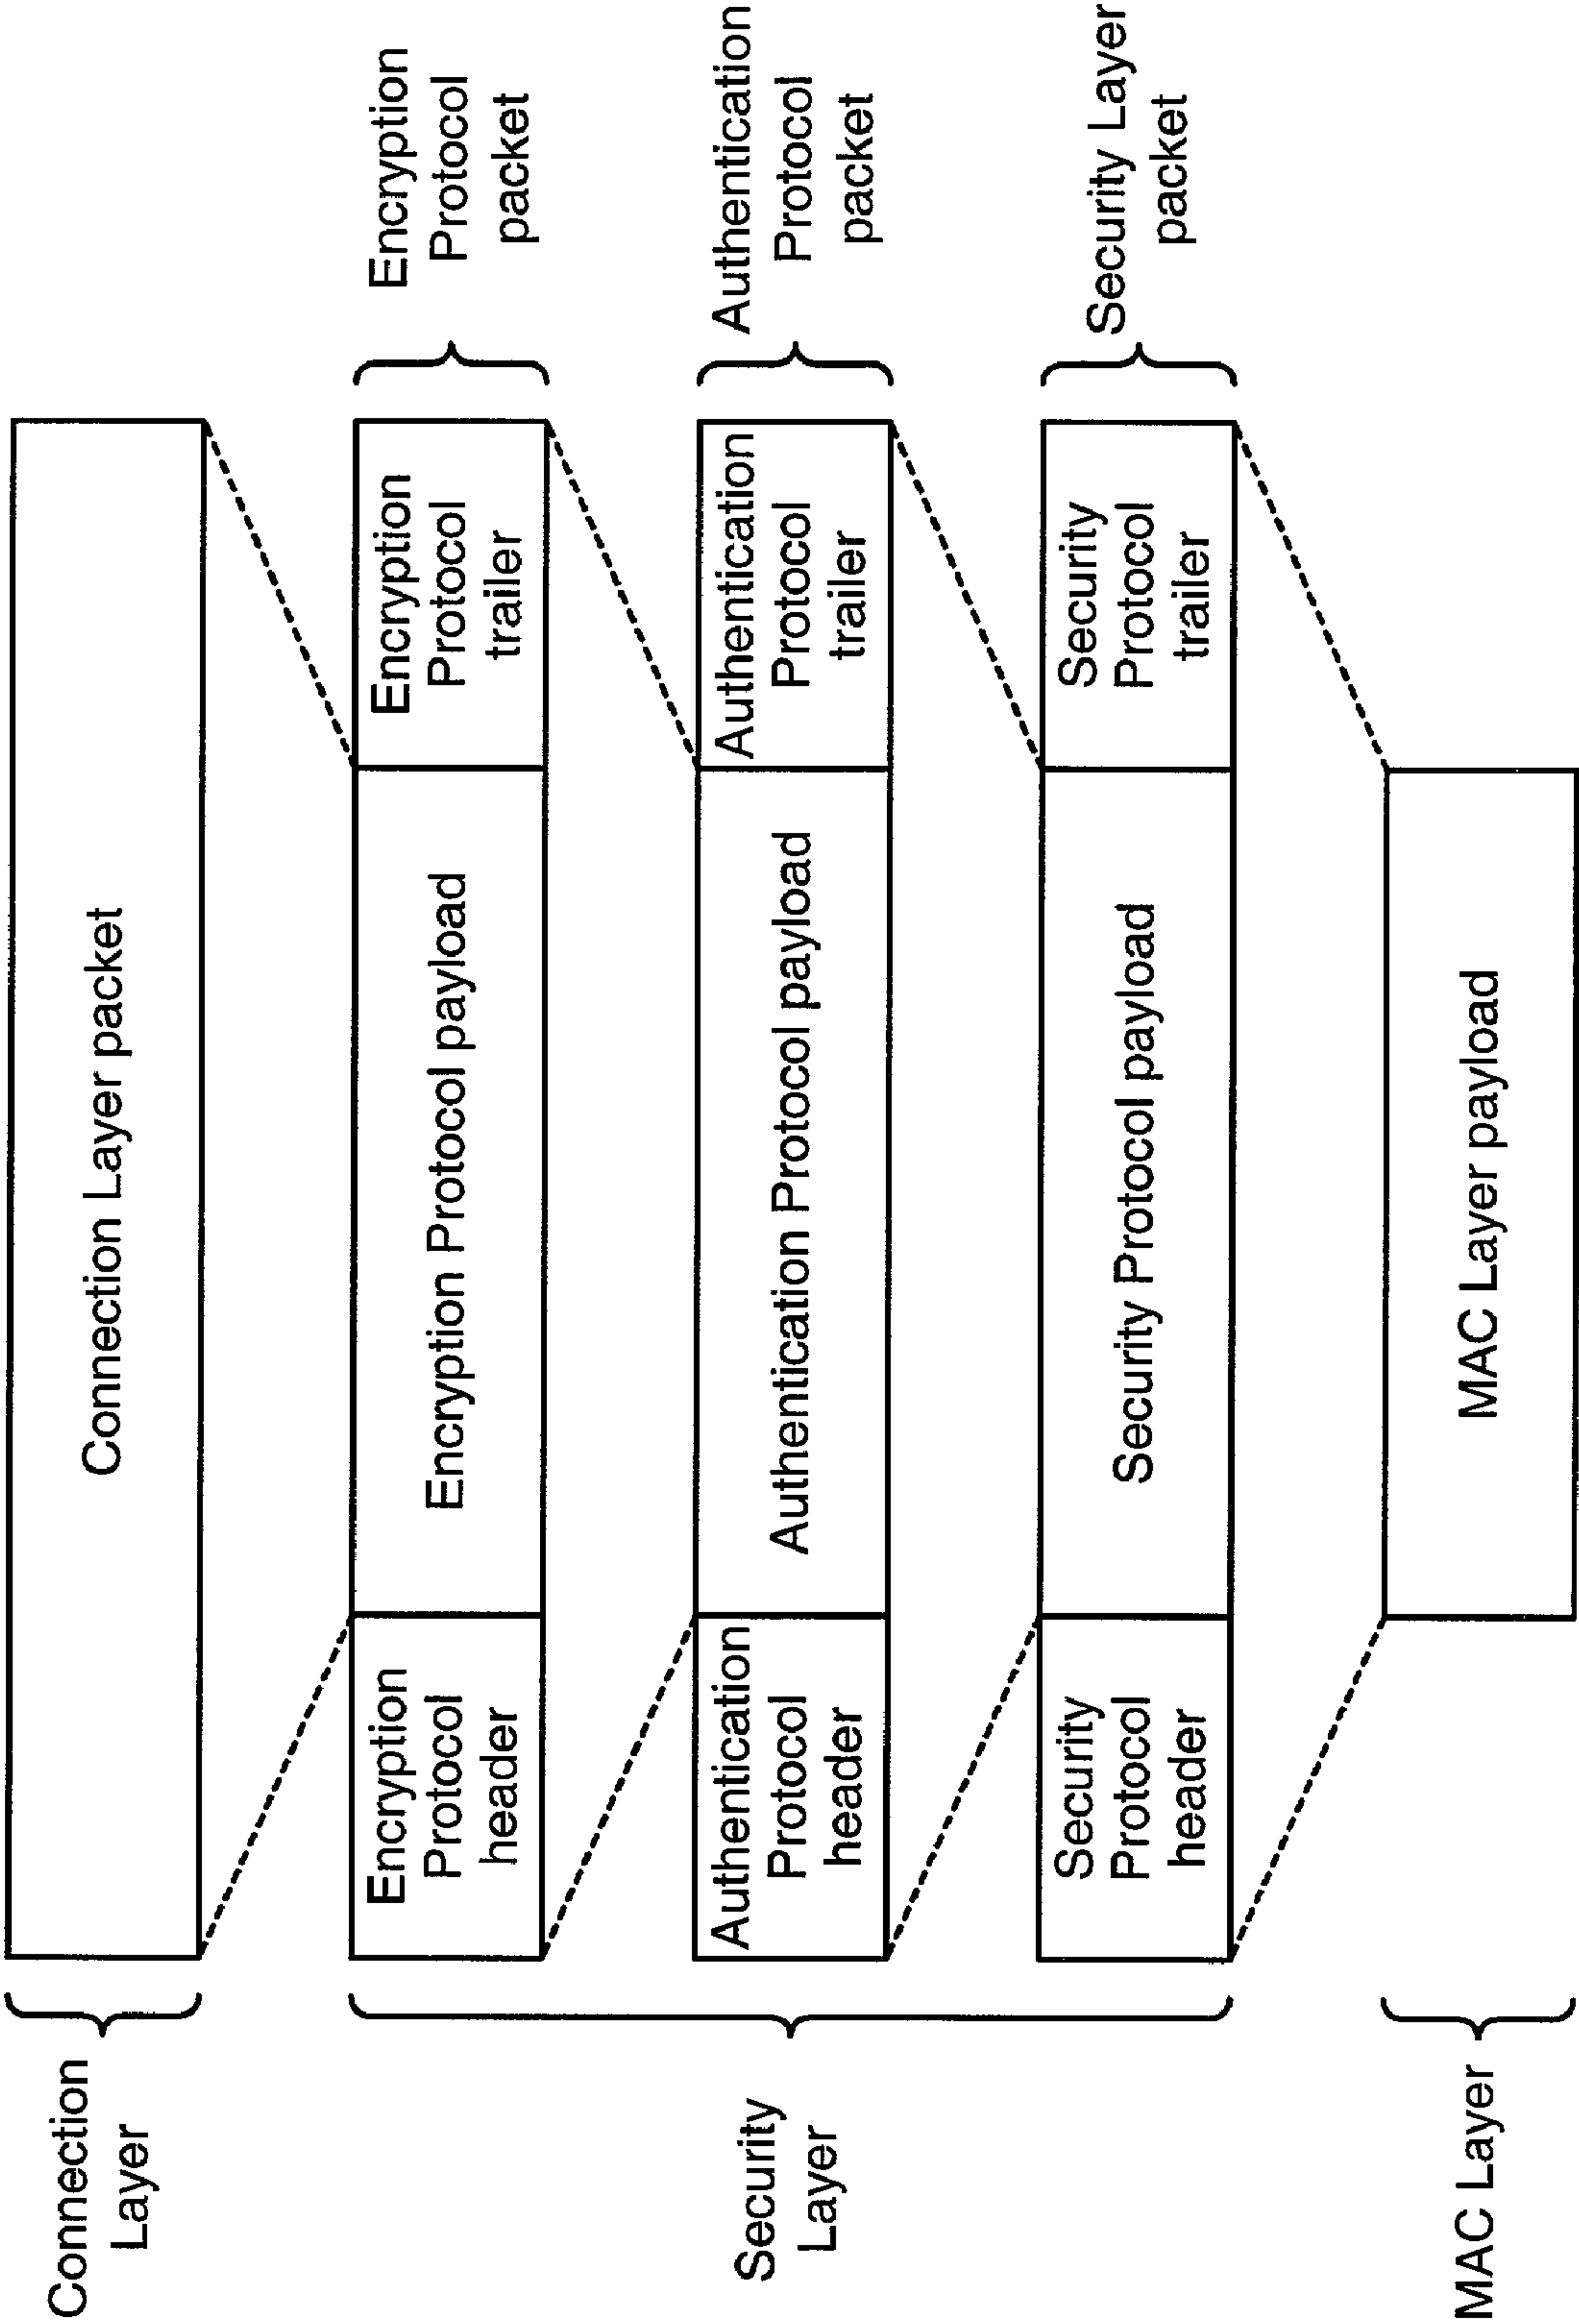 Connection Layer packet
Connection
Layer
Encryption
Protocol
header
Encryption Protocol payload
Encryption
Protocol
trailer
Encryption
Protocol
packet
Authentication
Protocol
header
Authentication Protocol payload
Authentication
Protocol
trailer
Authentication
Protocol
packet
Security
Layer
Security
Protocol
header
Security Protocol payload
Security
Protocol
trailer
Security Layer
packet
MAC Layer
MAC Layer payload